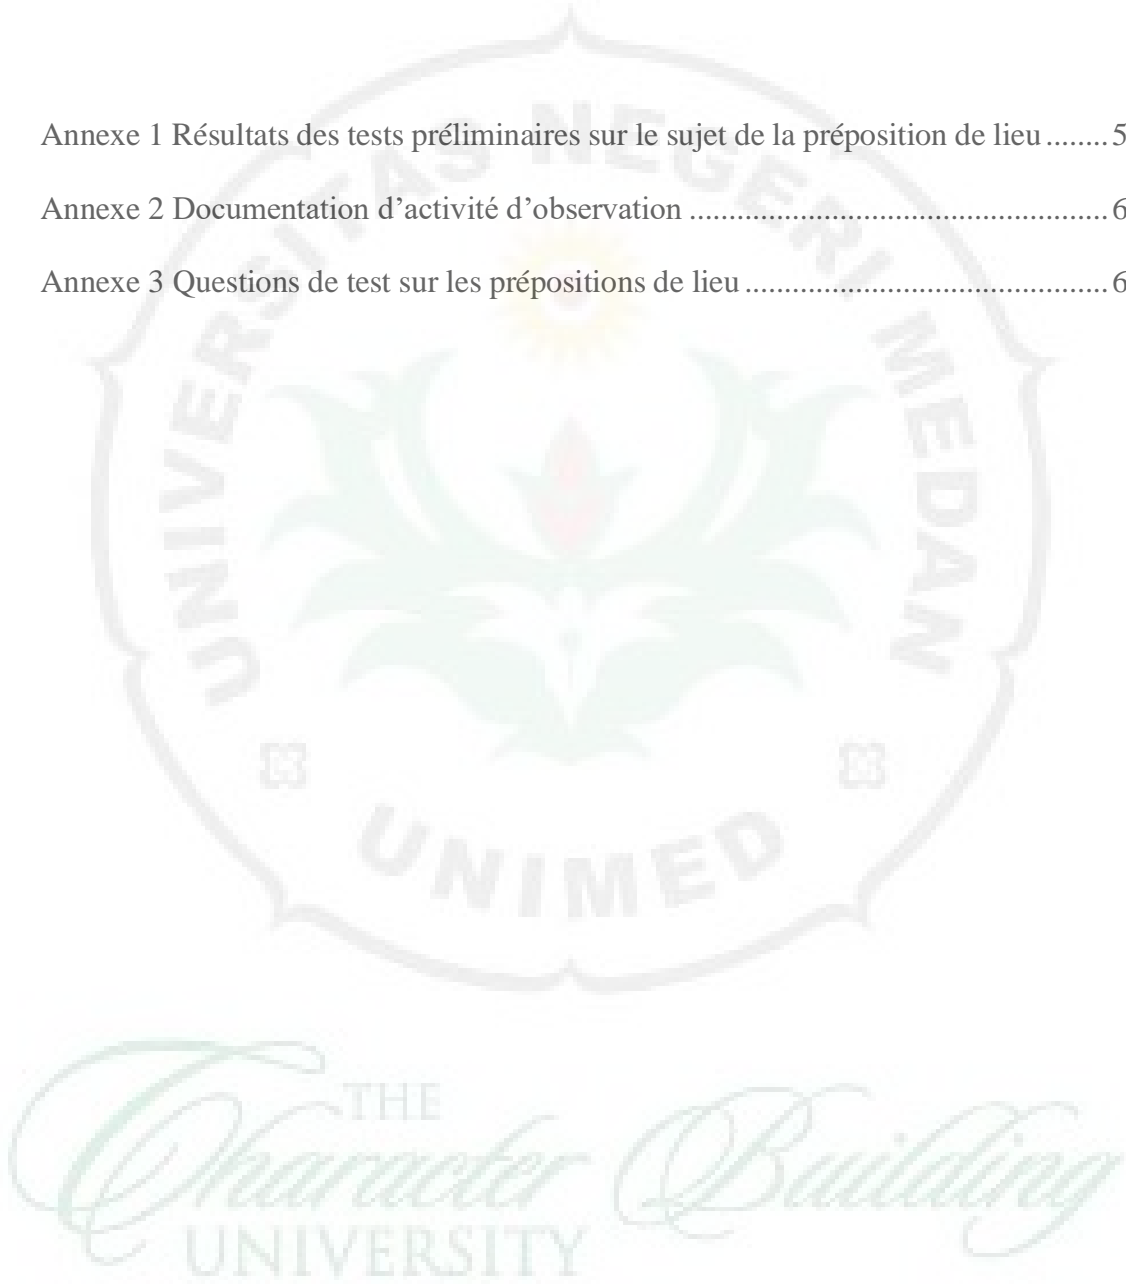 Annexe 1 Résultats des tests préliminaires sur le sujet de la préposition de lieu ........ 5
Annexe 2 Documentation d’activité d’observation ..................................................... 6
Annexe 3 Questions de test sur les prépositions de lieu .............................................. 6
UNIVERSITAS NEGERI MEDAN
UNIMED
THE
Character Building
UNIVERSITY